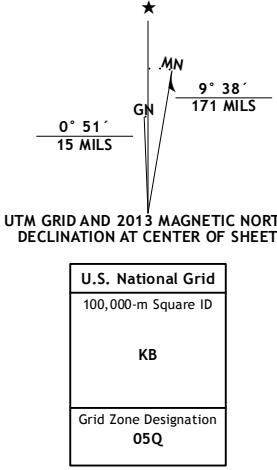 ★
MN
GN
9° 38´
171 MILS
0° 51´
15 MILS
UTM GRID AND 2013 MAGNETIC NORT
DECLINATION AT CENTER OF SHEET
U.S. National Grid
100,000-m Square ID
KB
Grid Zone Designation
05Q